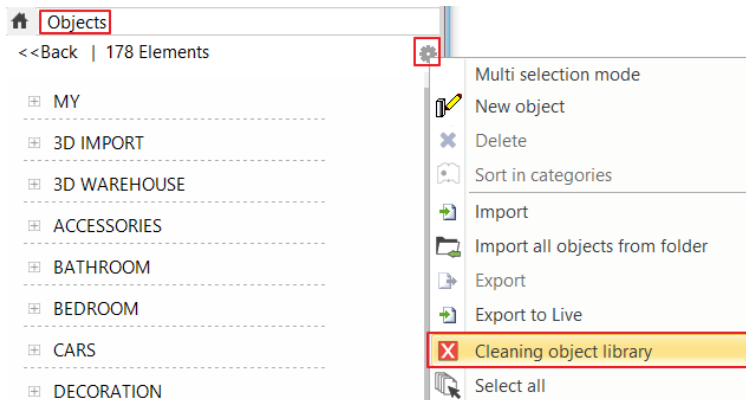 Objects
<<Back | 178 Elements
MY
3D IMPORT
3D WAREHOUSE
ACCESSORIES
BATHROOM
BEDROOM
CARS
DECORATION
Multi selection mode
New object
Delete
Sort in categories
Import
Import all objects from folder
Export
Export to Live
Cleaning object library
Select all